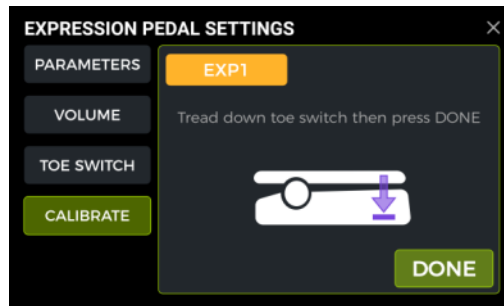 EXPRESSION PEDAL SETTINGS
PARAMETERS
EXP1
VOLUME
Tread down toe switch then press DONE
TOE SWITCH
CALIBRATE
DONE